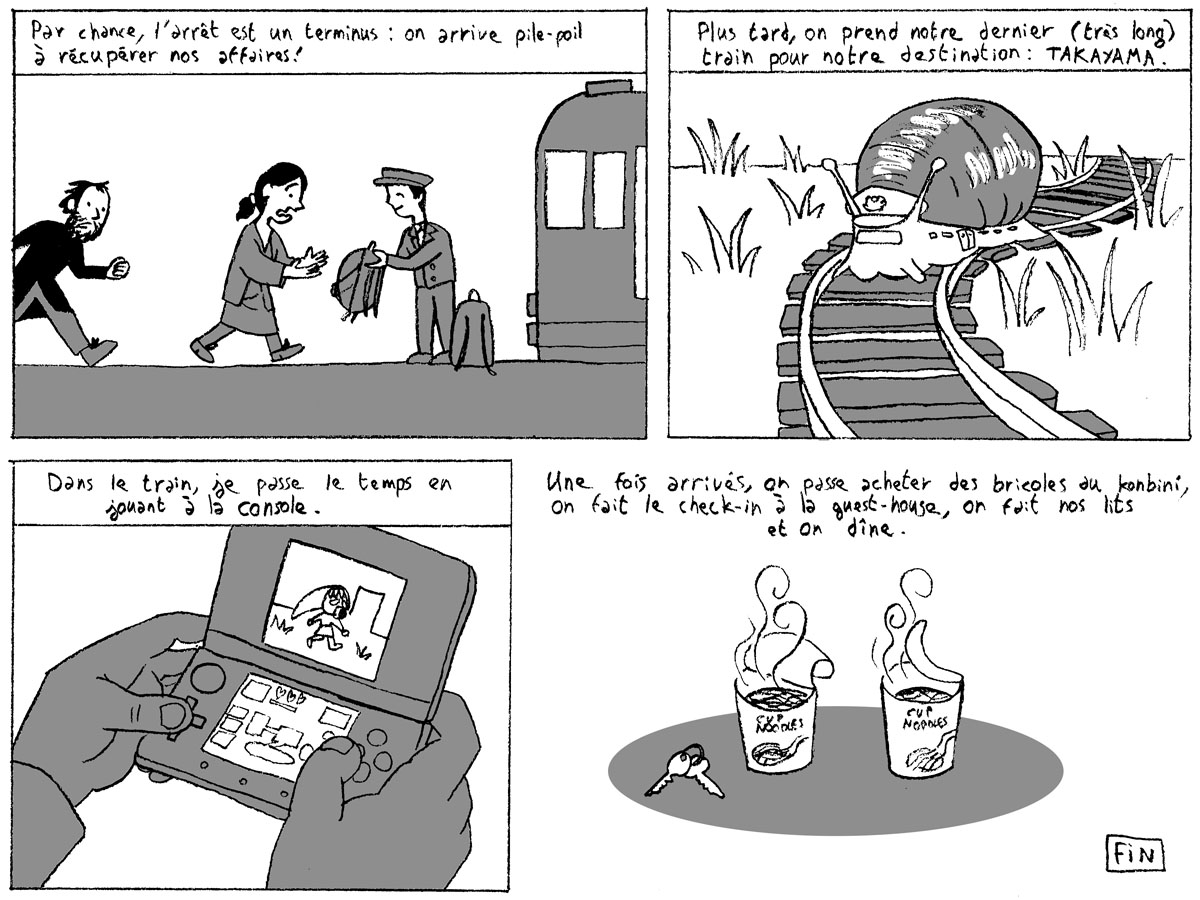 Par chance, l'arrêt est un terminus : on arrive pile-poil
à récupérer nos affaires!
Plus tard, on prend notre dernier (très long)
train pour notre destination: TAKAYAMA.
Dans le train, je passe le temps en
jouant à la console.
Une fois arrivés, on passe acheter des bricoles au konbini,
on fait le check-in à la guest-house, on fait nos lits
et on dîne.
CUP
NOODLES
CUP
NOODLES
FiN